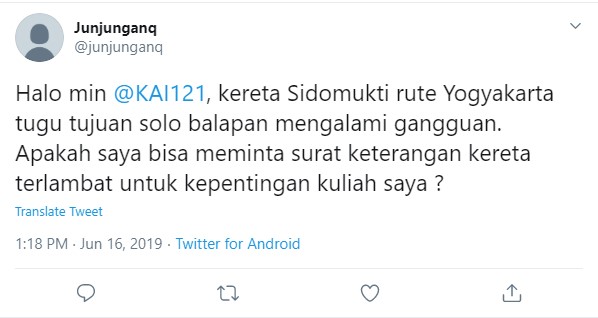 Junjunganq
@junjunganq
Halo min @KAI121, kereta Sidomukti rute Yogyakarta
tugu tujuan solo balapan mengalami gangguan.
Apakah saya bisa meminta surat keterangan kereta
terlambat untuk kepentingan kuliah saya ?
Translate Tweet
1:18 PM · Jun 16, 2019 · Twitter for Android